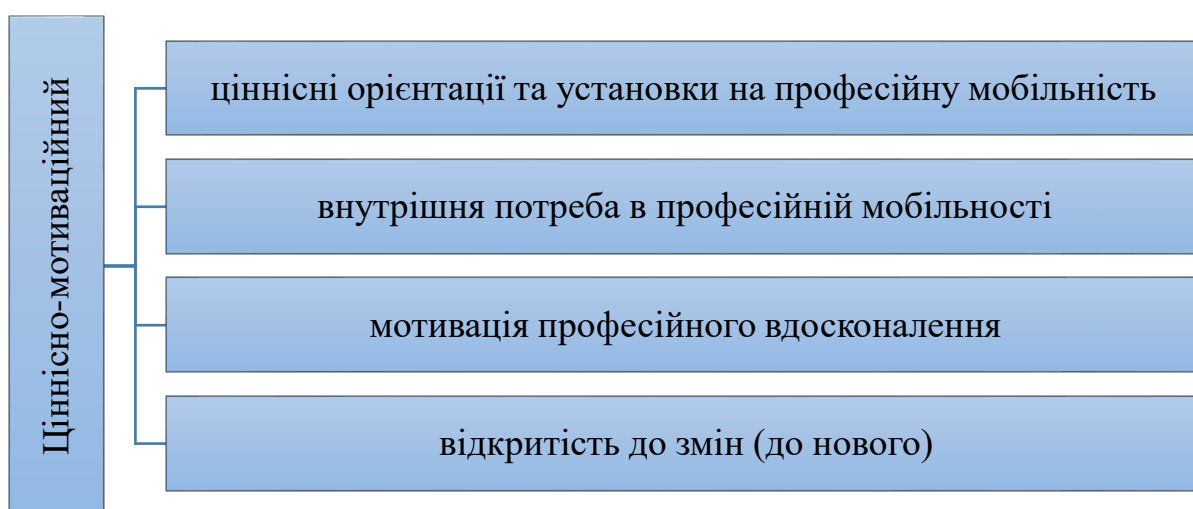 Ціннісно-мотиваційний
ціннісні орієнтації та установки на професійну мобільність
внутрішня потреба в професійній мобільності
мотивація професійного вдосконалення
відкритість до змін (до нового)